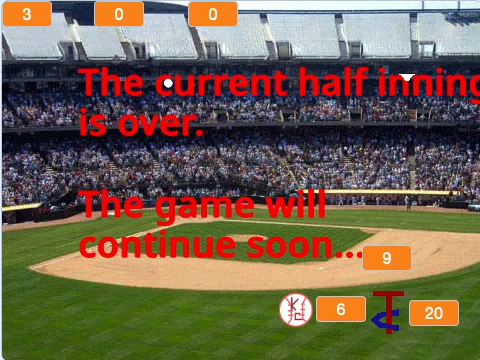 3 0 0
The current half inning
is over.
The game will
continue soon...
9
6 20